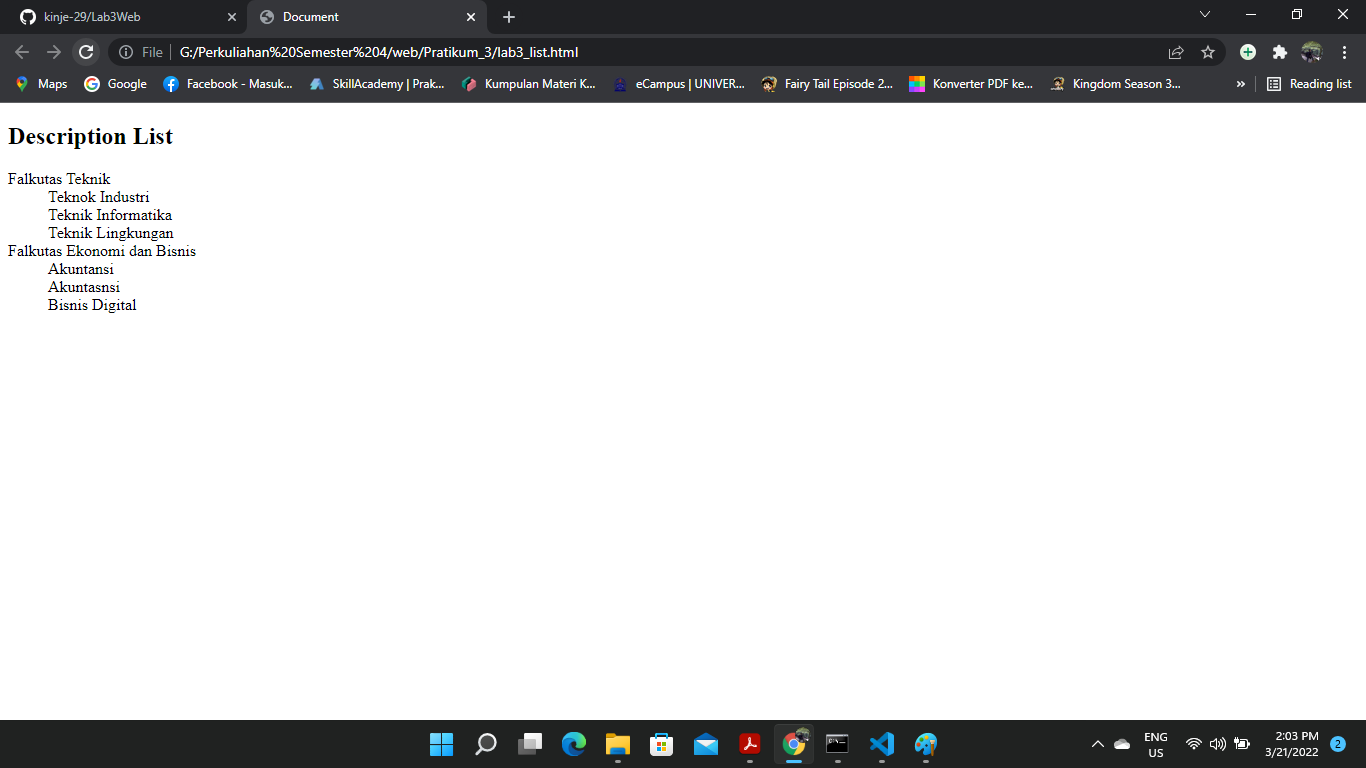 kinje-29/Lab3Web
Document
File
G:/Perkuliahan%20Semester%204/web/Pratikum_3/lab3_list.html
Maps
Google
Facebook - Masuk...
SkillAcademy | Prak...
Kumpulan Materi K...
eCampus | UNIVER...
Fairy Tail Episode 2...
Konverter PDF ke...
Kingdom Season 3...
»
Reading list
Description List
Falkutas Teknik
Teknok Industri
Teknik Informatika
Teknik Lingkungan
Falkutas Ekonomi dan Bisnis
Akuntansi
Akuntasnsi
Bisnis Digital
ENG
US
2:03 PM
3/21/2022
2